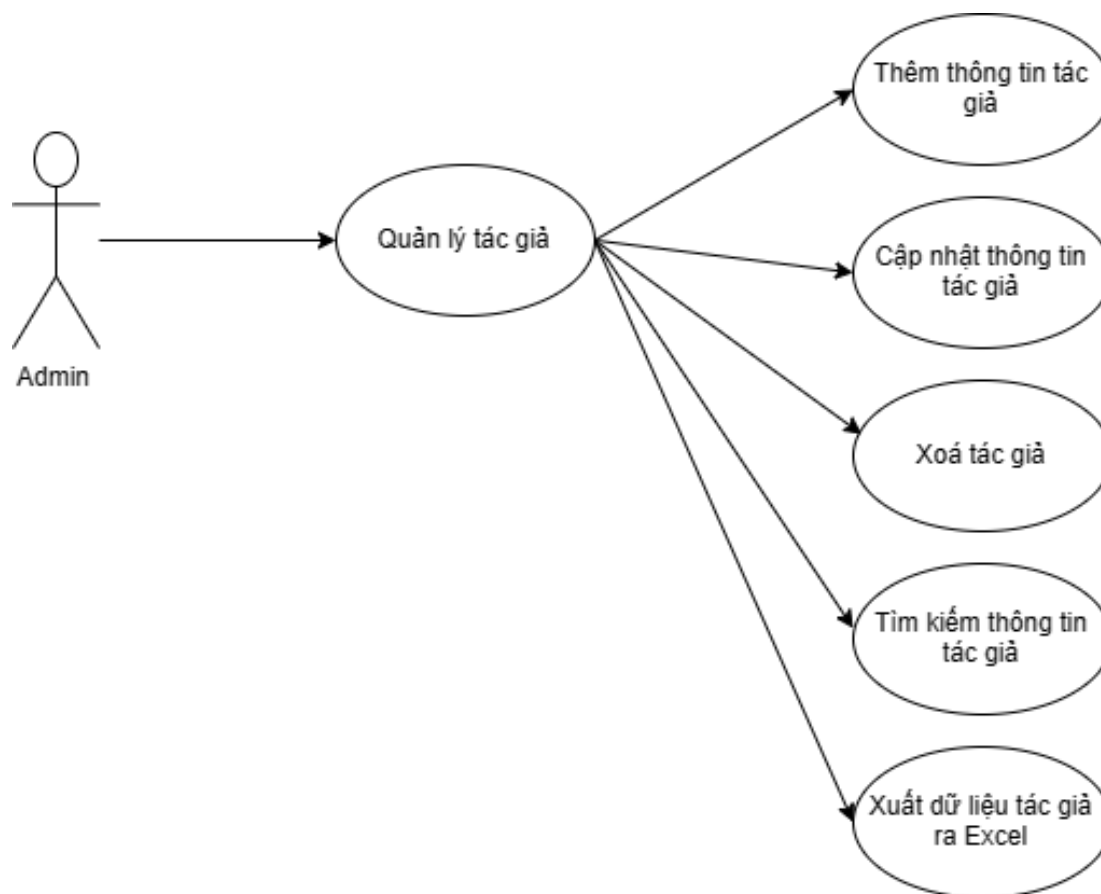 Thêm thông tin tác
giả
Quản lý tác giả
Cập nhật thông tin
tác giả
Admin
Xoá tác giả
Tìm kiếm thông tin
tác giả
Xuất dữ liệu tác giả
ra Excel